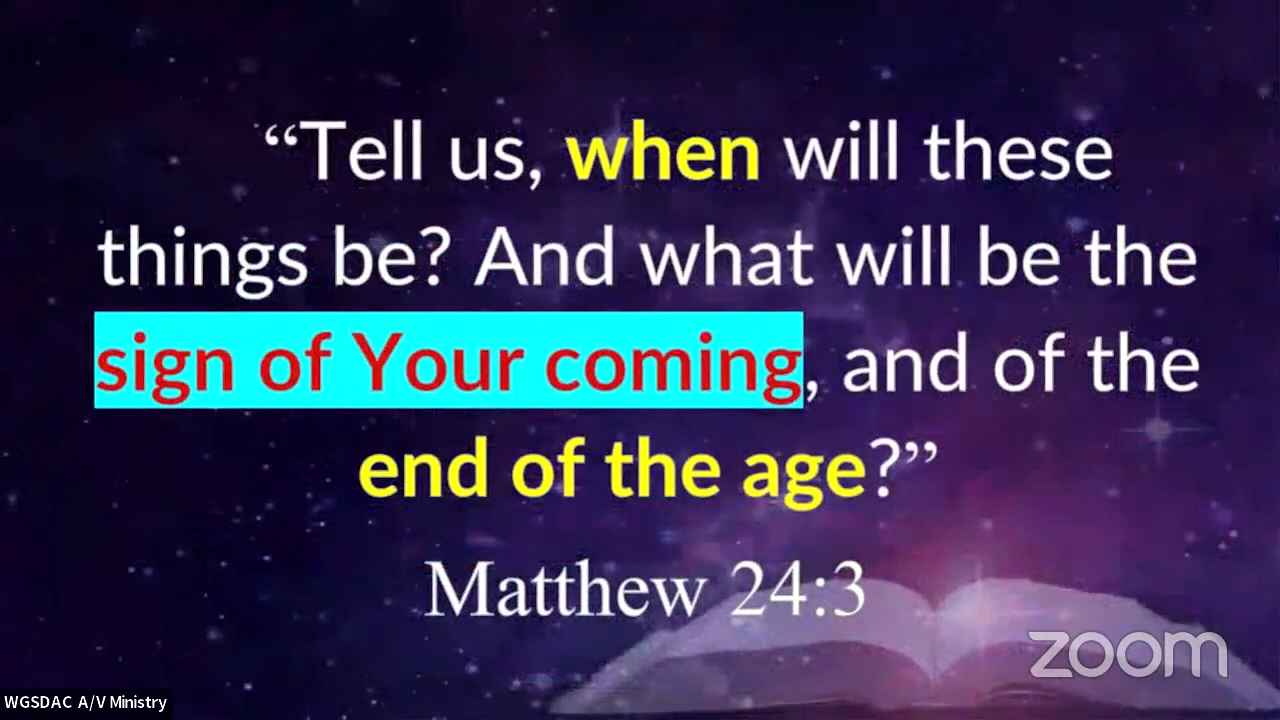 “Tell us, when will these
things be? And what will be the
sign of Your coming, and of the
end of the age?”
Matthew 24:3
zoom
WGSDAC A/V Ministry